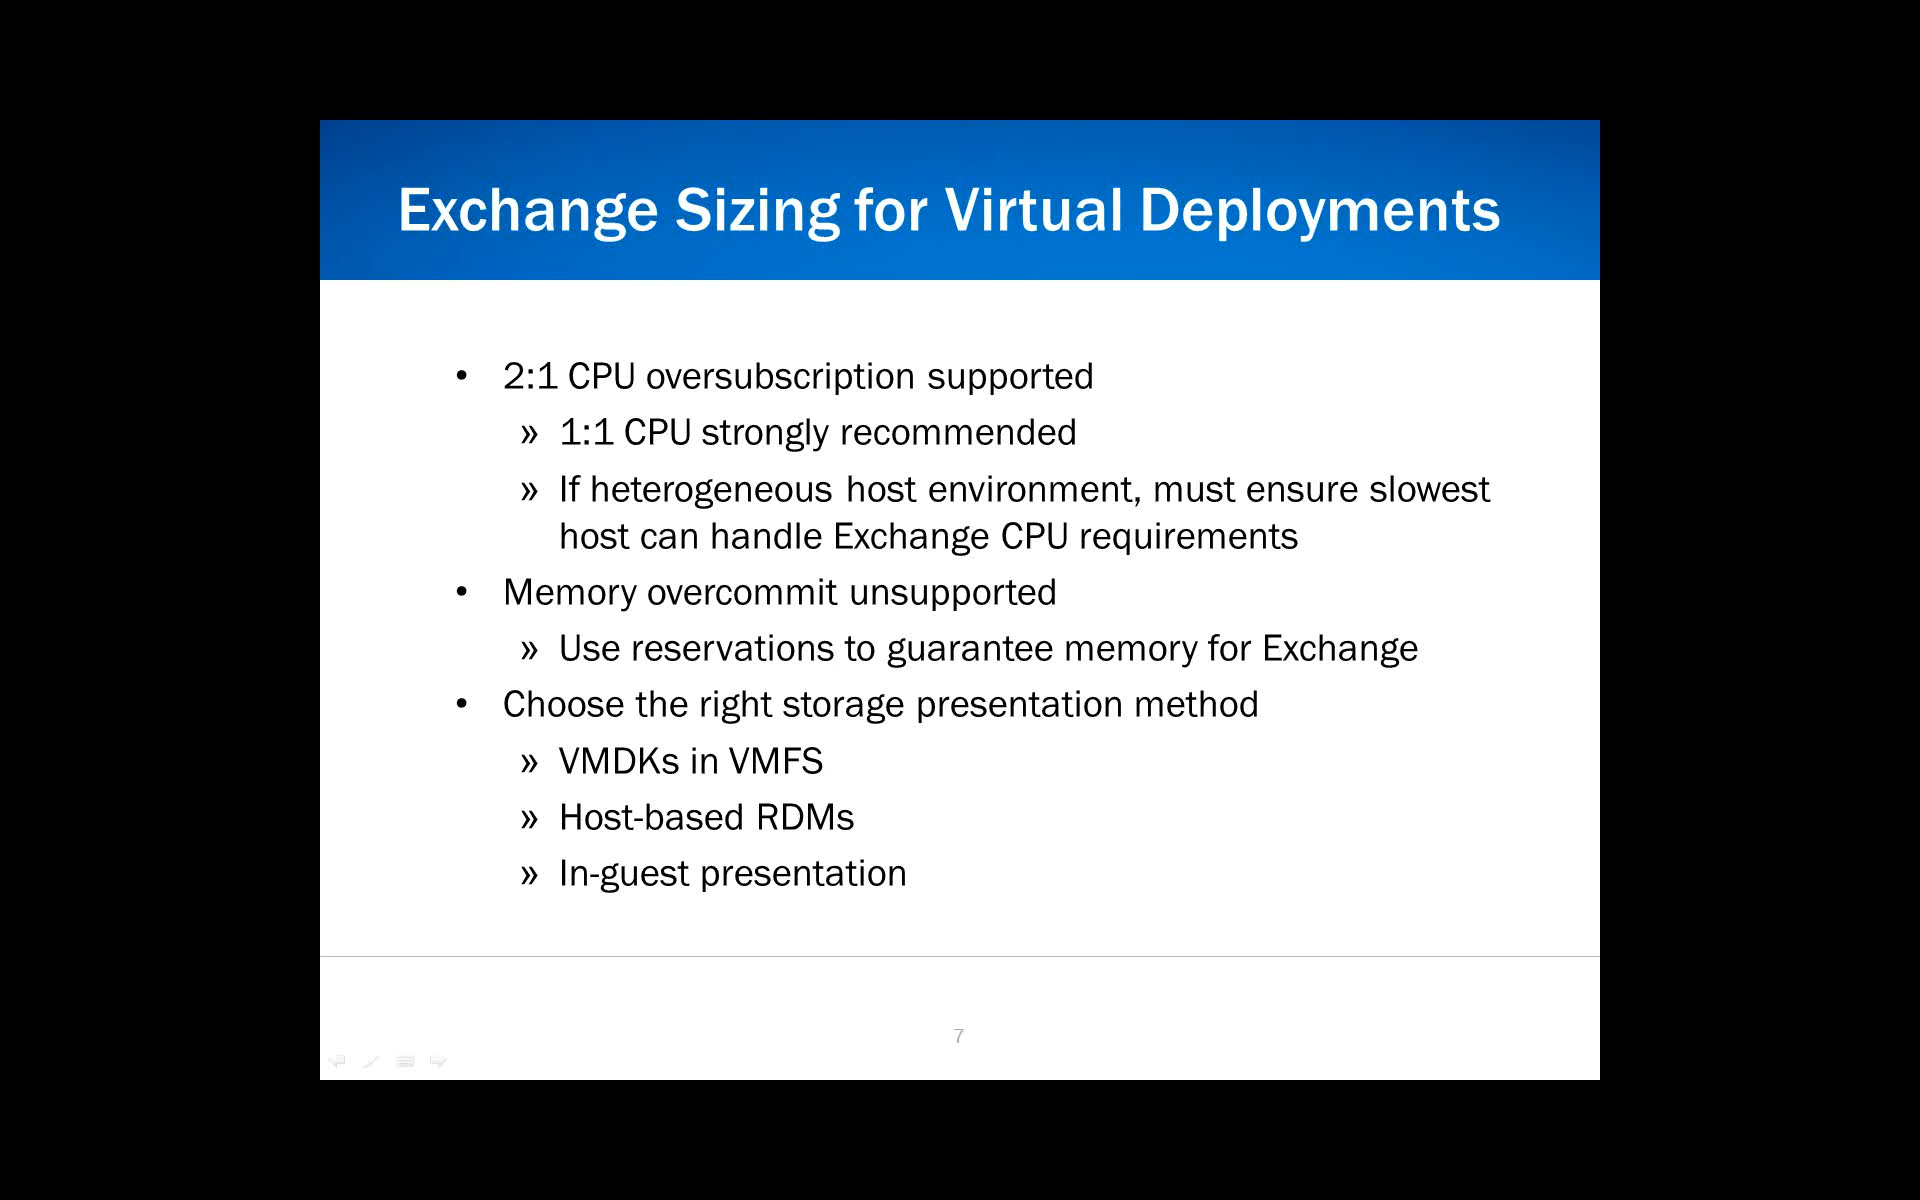 Exchange Sizing for Virtual Deployments
• 2:1 CPU oversubscription supported
» 1:1 CPU strongly recommended
» If heterogeneous host environment, must ensure slowest
host can handle Exchange CPU requirements
• Memory overcommit unsupported
» Use reservations to guarantee memory for Exchange
• Choose the right storage presentation method
» VMDKs in VMFS
» Host-based RDMs
» In-guest presentation
7